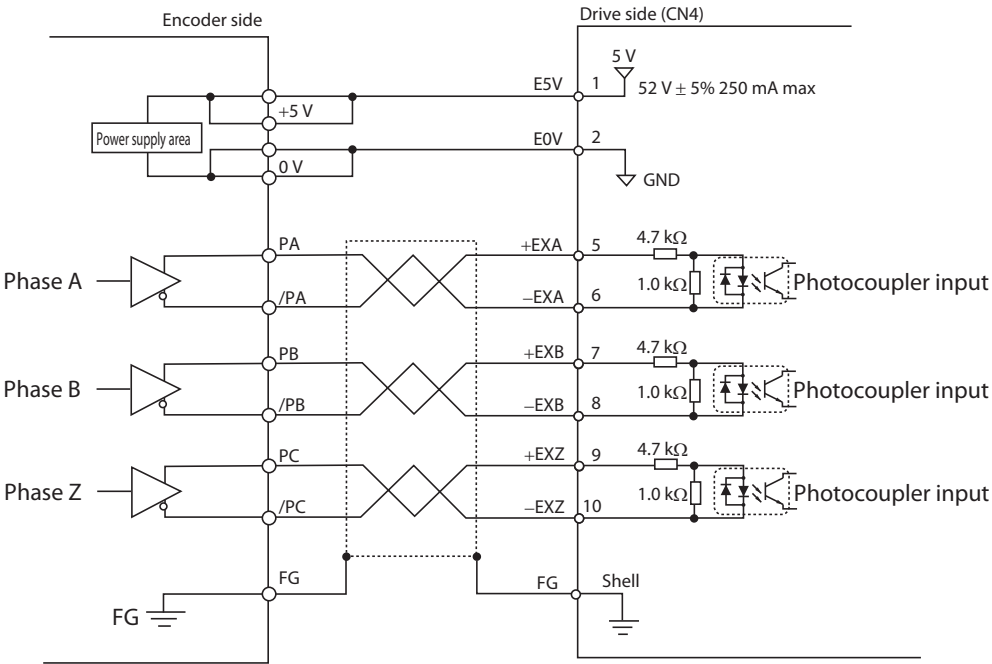 Encoder side
Drive side (CN4)
5 V
E5V
1
52 V ± 5% 250 mA max
+5 V
Power supply area
E0V
2
0 V
GND
PA
+EXA
5
4.7 kΩ
Phase A
1.0 kΩ
Photocoupler input
/PA
−EXA
6
PB
+EXB
7
4.7 kΩ
Phase B
1.0 kΩ
Photocoupler input
/PB
−EXB
8
PC
+EXZ
9
4.7 kΩ
Phase Z
1.0 kΩ
Photocoupler input
/PC
−EXZ
10
FG
FG
Shell
FG